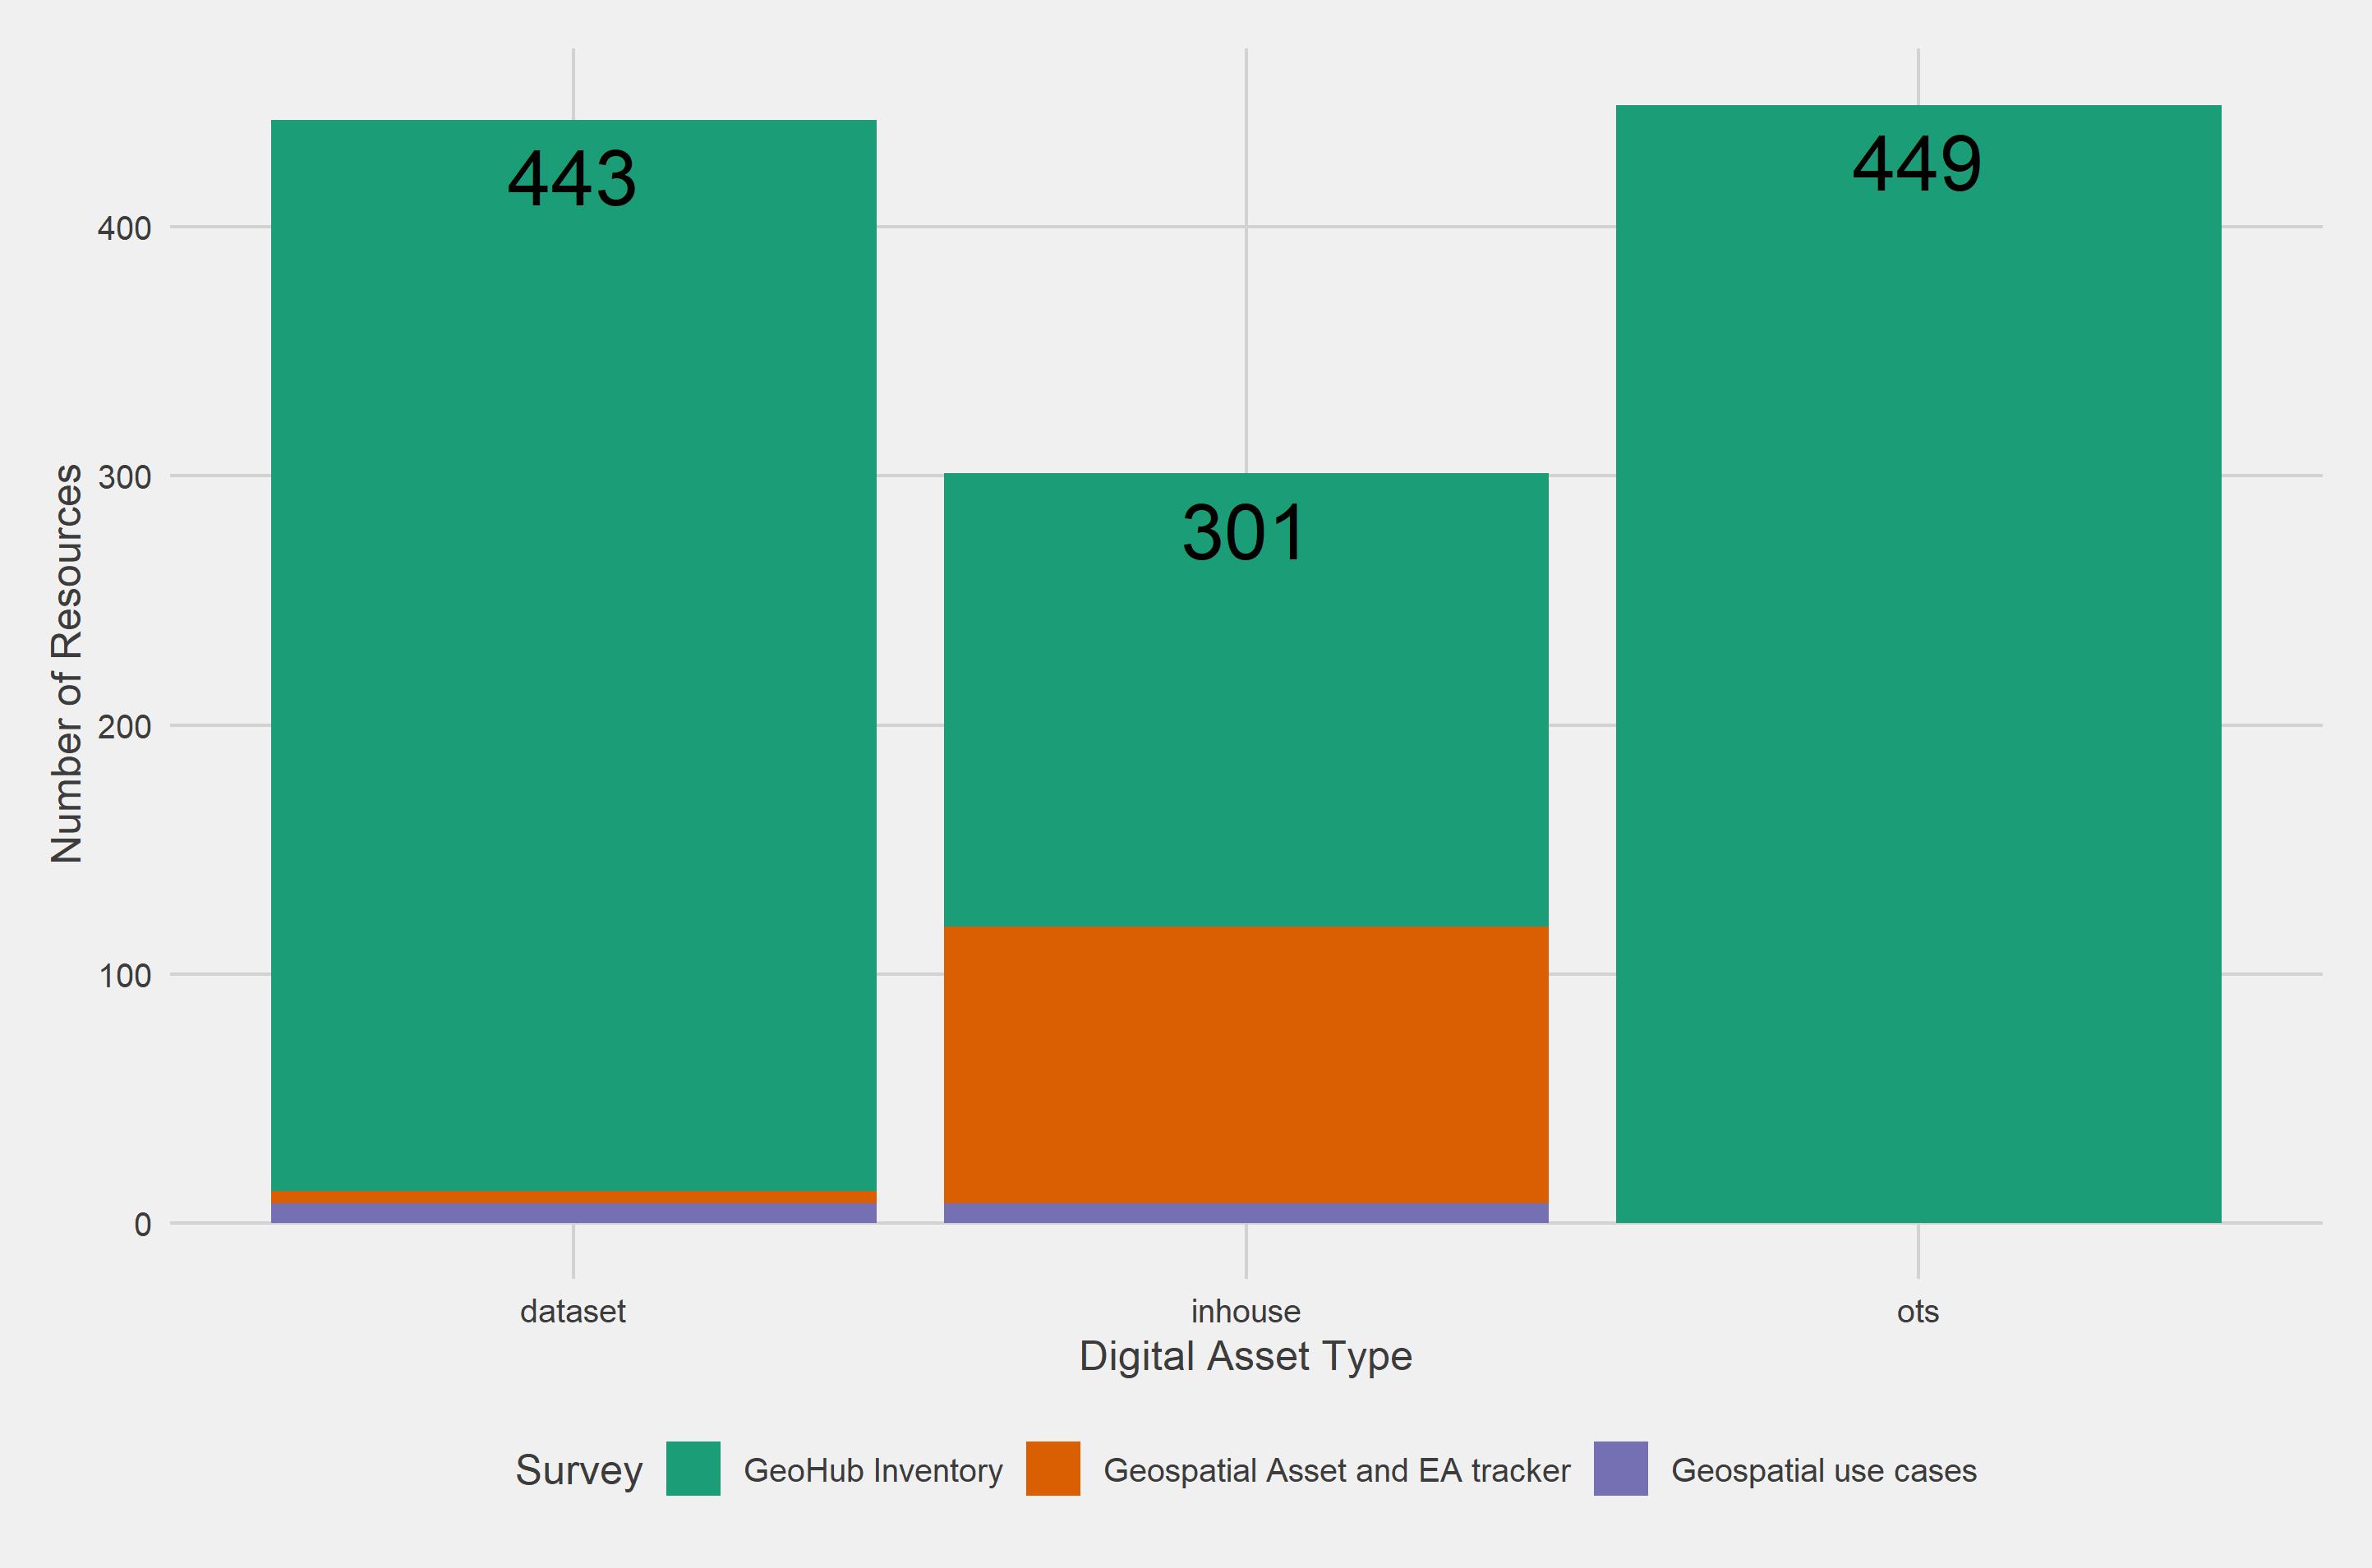 443
449
400
Number of Resources
300
301
200
100
0
dataset
inhouse
ots
Digital Asset Type
Survey GeoHub Inventory Geospatial Asset and EA tracker Geospatial use cases